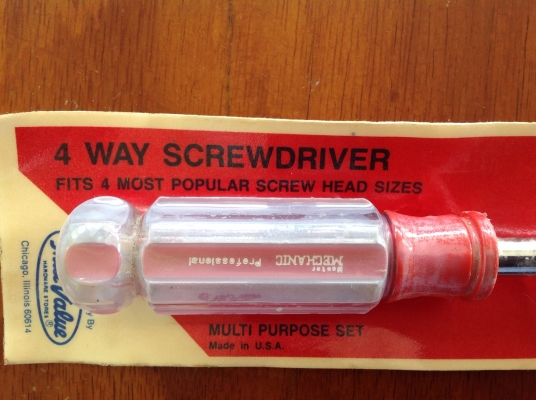 4 WAY SCREWDRIVER
FITS 4 MOST POPULAR SCREW HEAD SIZES
Master
MECHANIC
Professional
Value
HARDWARE STORES ®
By
Chicago, Illinois 60614
MULTI PURPOSE SET
Made in U.S.A.